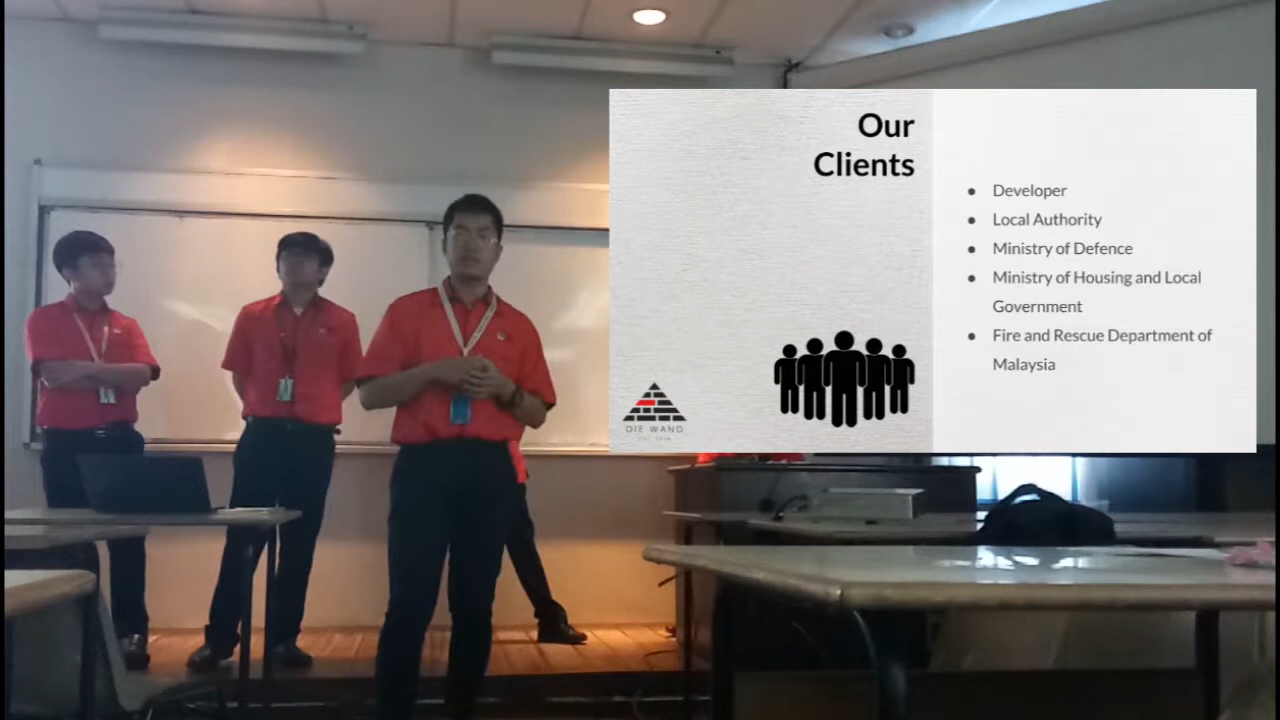 Our
Clients
● Developer
● Local Authority
● Ministry of Defence
● Ministry of Housing and Local
Government
● Fire and Rescue Department of
Malaysia
DIE WAND